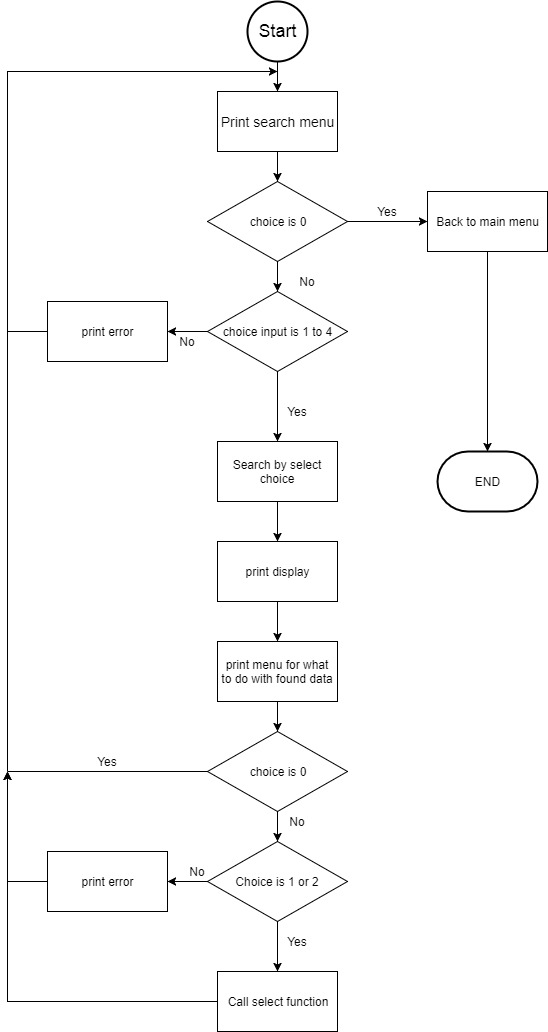 Start
Print search menu
choice is 0
Yes
Back to main menu
No
choice input is 1 to 4
No
print error
Yes
Search by select
choice
END
print display
print menu for what
to do with found data
choice is 0
Yes
No
Choice is 1 or 2
No
print error
Yes
Call select function